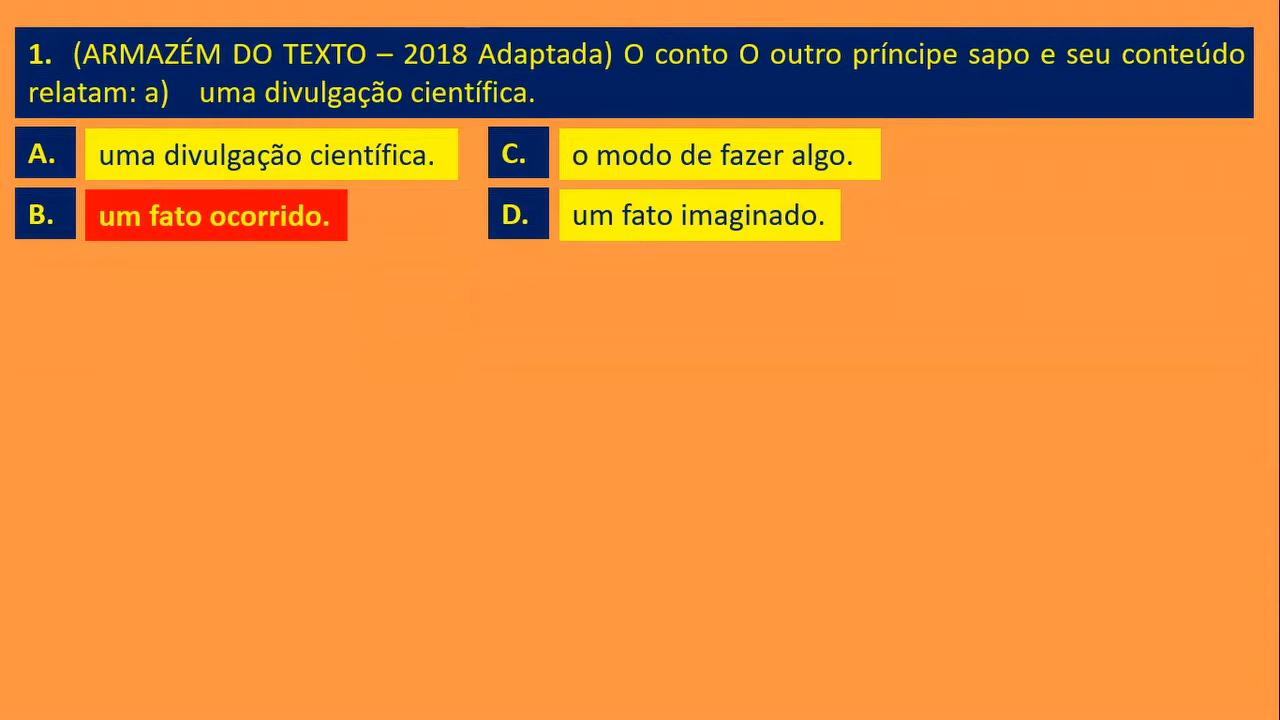 1. (ARMAZÉM DO TEXTO – 2018 Adaptada) O conto O outro príncipe sapo e seu conteúdo
relatam: a) uma divulgação científica.
A. uma divulgação científica.
C. o modo de fazer algo.
B. um fato ocorrido.
D. um fato imaginado.